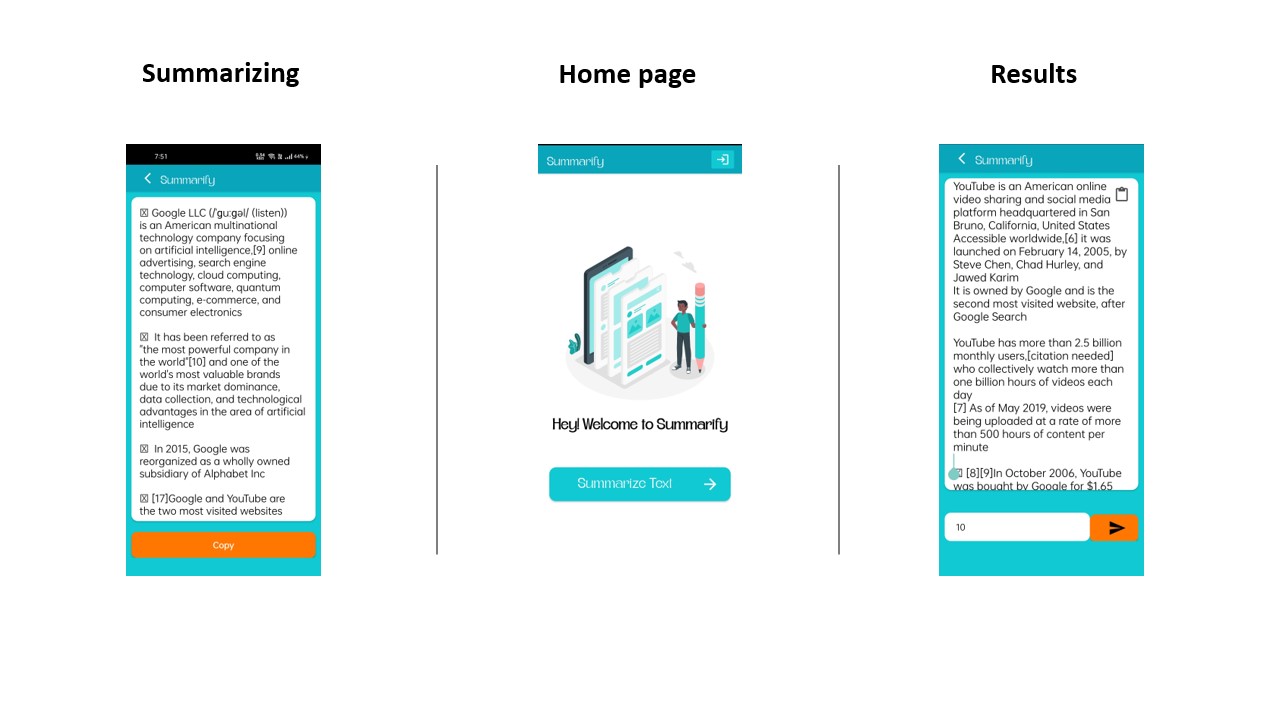 Summarizing
Home page
Results
7:51
44%
Summarify
Google LLC (/ˈɡuːɡəl/ (listen))
is an American multinational
technology company focusing
on artificial intelligence,[9] online
advertising, search engine
technology, cloud computing,
computer software, quantum
computing, e-commerce, and
consumer electronics
It has been referred to as
"the most powerful company in
the world"[10] and one of the
world's most valuable brands
due to its market dominance,
data collection, and technological
advantages in the area of artificial
intelligence
In 2015, Google was
reorganized as a wholly owned
subsidiary of Alphabet Inc
[17]Google and YouTube are
the two most visited websites
Copy
Summarify
Hey! Welcome to Summarify
Summarize Text
Summarify
YouTube is an American online
video sharing and social media
platform headquartered in San
Bruno, California, United States
Accessible worldwide,[6] it was
launched on February 14, 2005, by
Steve Chen, Chad Hurley, and
Jawed Karim
It is owned by Google and is the
second most visited website, after
Google Search
YouTube has more than 2.5 billion
monthly users,[citation needed]
who collectively watch more than
one billion hours of videos each
day
[7] As of May 2019, videos were
being uploaded at a rate of more
than 500 hours of content per
minute
[8][9]In October 2006, YouTube
was bought by Google for $1.65
10